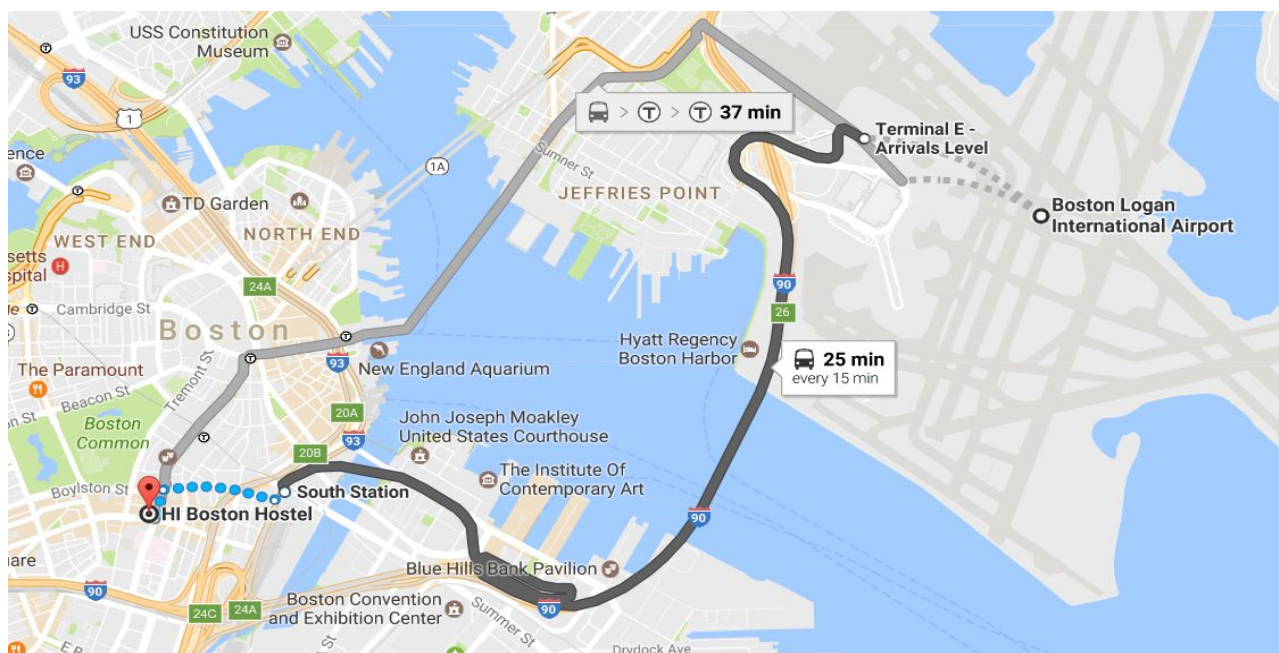 USS Constitution
Museum
93
1
ence
1A
TD Garden
WEST END
NORTH END
setts
spital
H
24A
Cambridge St
Boston
Tremont St
93
New England Aquarium
The Paramount
Beacon St
on St
Boston
Common
20A
93
John Joseph Moakley
United States Courthouse
20B
The Institute Of
Contemporary Art
Boylston St
South Station
HI Boston Hostel
uare
90
24C
24A
Boston Convention
and Exhibition Center
Blue Hills Bank Pavilion
90
90
Summer St
Drydock Ave
T > T 37 min
Sumner St
JEFFRIES POINT
Terminal E -
Arrivals Level
Boston Logan
International Airport
90
26
Hyatt Regency
Boston Harbor
25 min
every 15 min